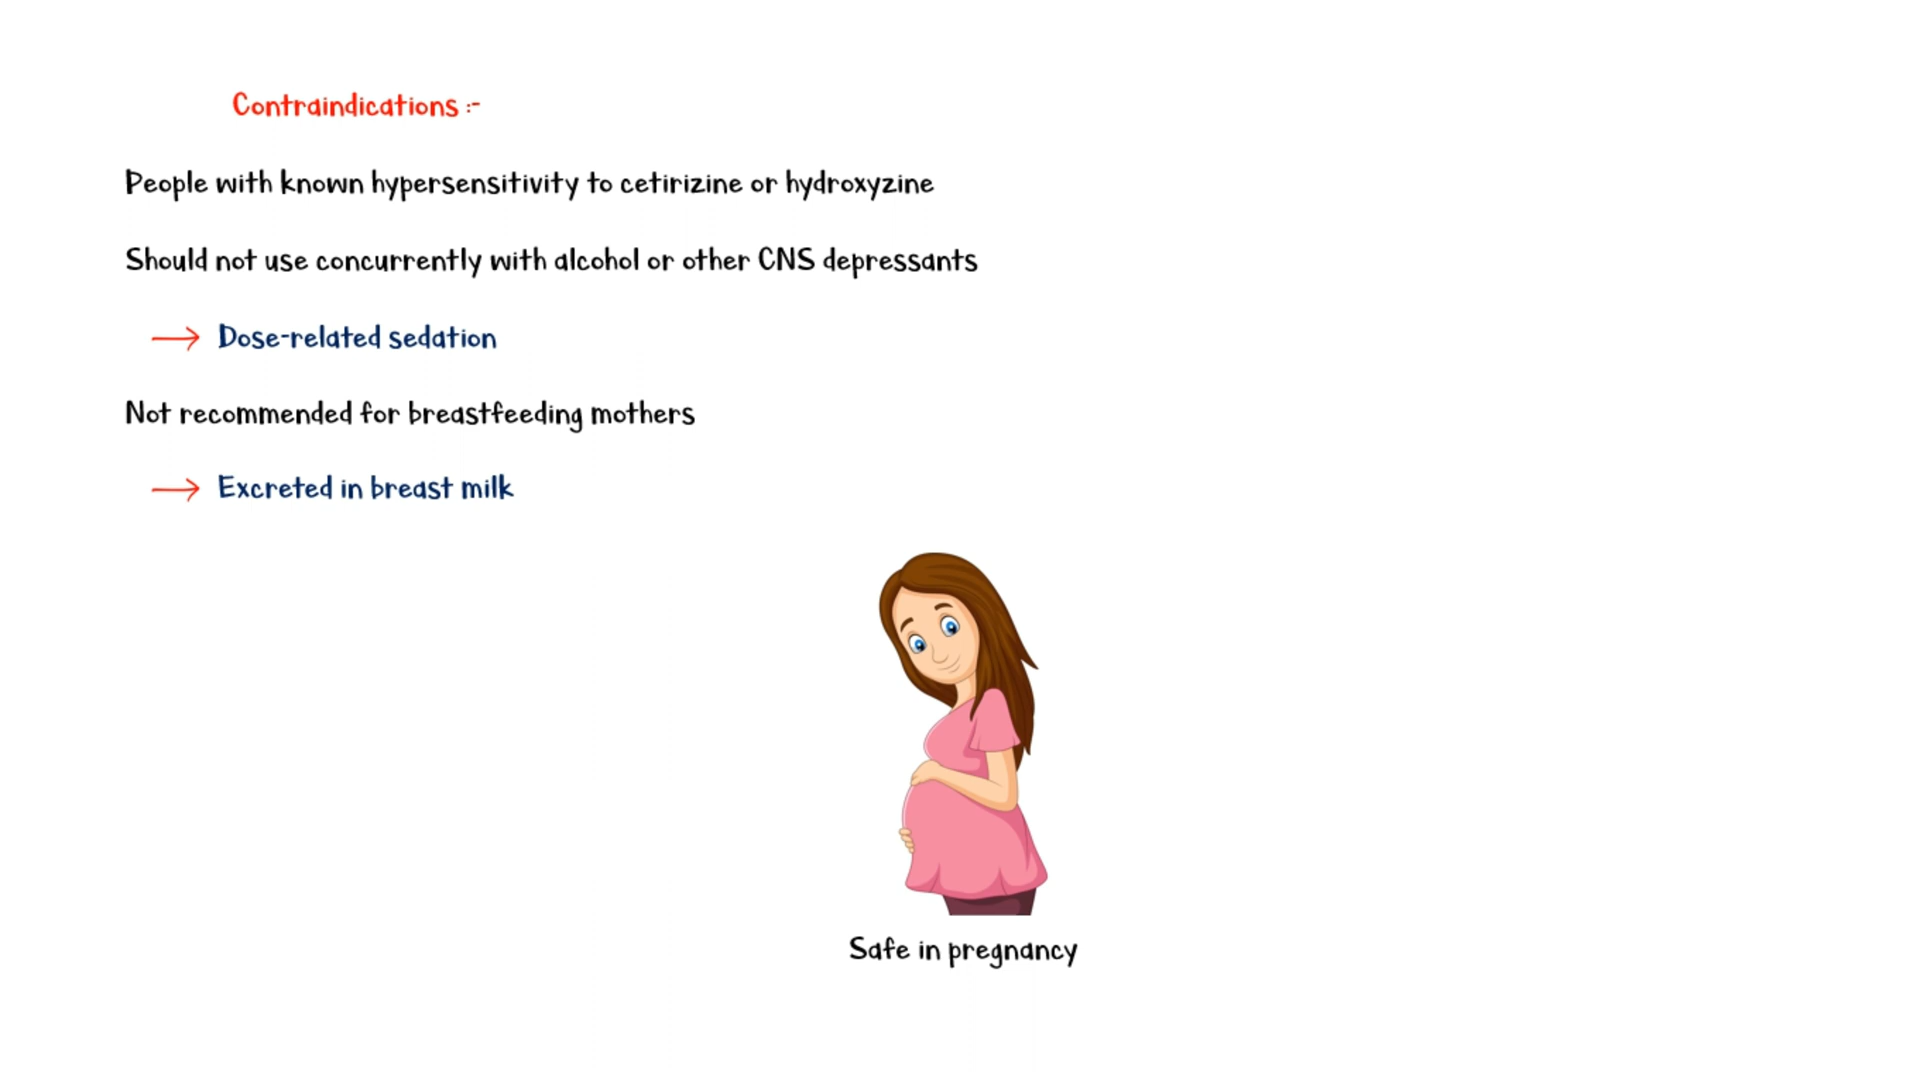 Contraindications :-
People with known hypersensitivity to cetirizine or hydroxyzine
Should not use concurrently with alcohol or other CNS depressants
Dose-related sedation
Not recommended for breastfeeding mothers
Excreted in breast milk
Safe in pregnancy